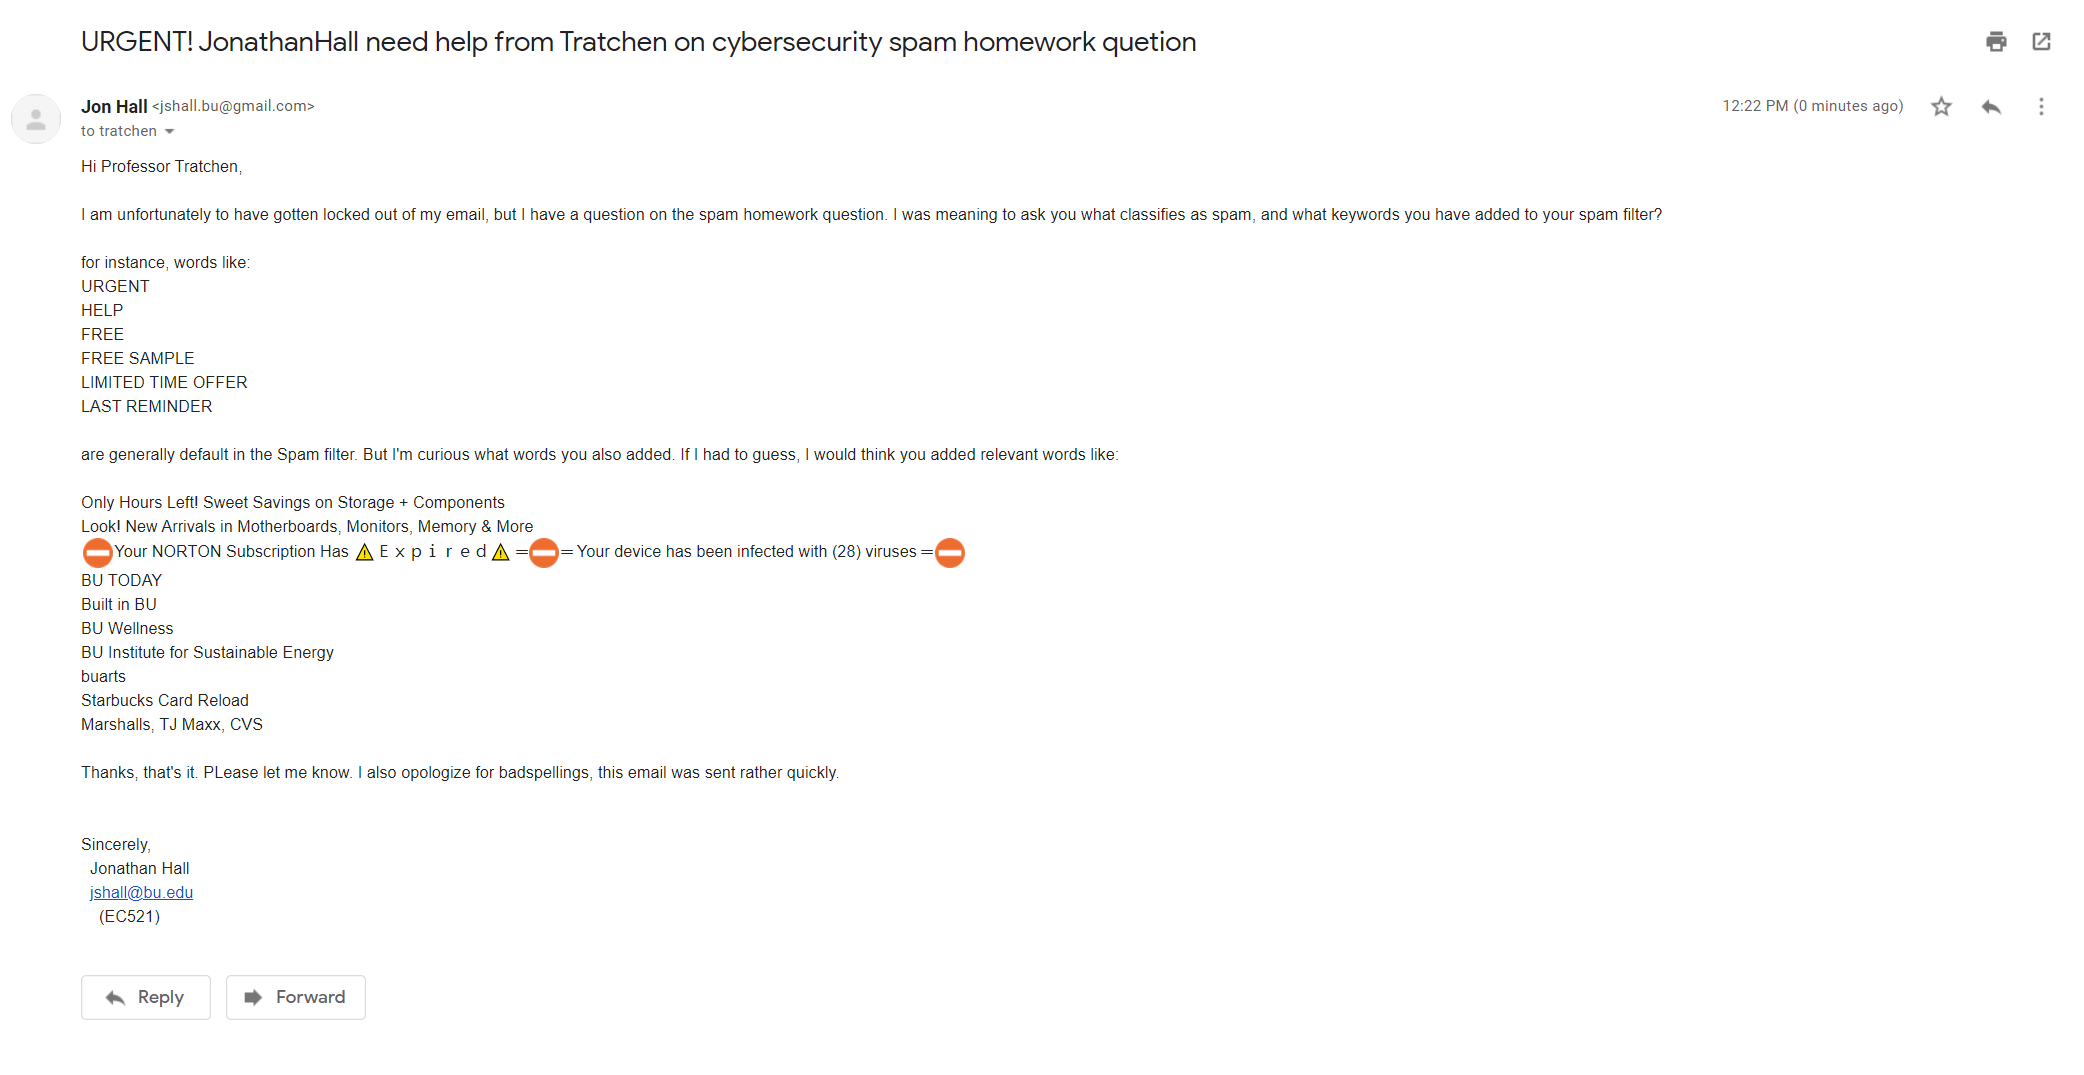 URGENT! JonathanHall need help from Tratchen on cybersecurity spam homework quetion
Jon Hall <jshall.bu@gmail.com>
12:22 PM (0 minutes ago)
to tratchen
Hi Professor Tratchen,
I am unfortunately to have gotten locked out of my email, but I have a question on the spam homework question. I was meaning to ask you what classifies as spam, and what keywords you have added to your spam filter?
for instance, words like:
URGENT
HELP
FREE
FREE SAMPLE
LIMITED TIME OFFER
LAST REMINDER
are generally default in the Spam filter. But I'm curious what words you also added. If I had to guess, I would think you added relevant words like:
Only Hours Left! Sweet Savings on Storage + Components
Look! New Arrivals in Motherboards, Monitors, Memory & More
⛔Your NORTON Subscription Has ⚠ E x p i r e d ⚠ =⛔= Your device has been infected with (28) viruses =⛔
BU TODAY
Built in BU
BU Wellness
BU Institute for Sustainable Energy
buarts
Starbucks Card Reload
Marshalls, TJ Maxx, CVS
Thanks, that's it. PLease let me know. I also opologize for badspellings, this email was sent rather quickly.
Sincerely,
Jonathan Hall
jshall@bu.edu
(EC521)
Reply
Forward